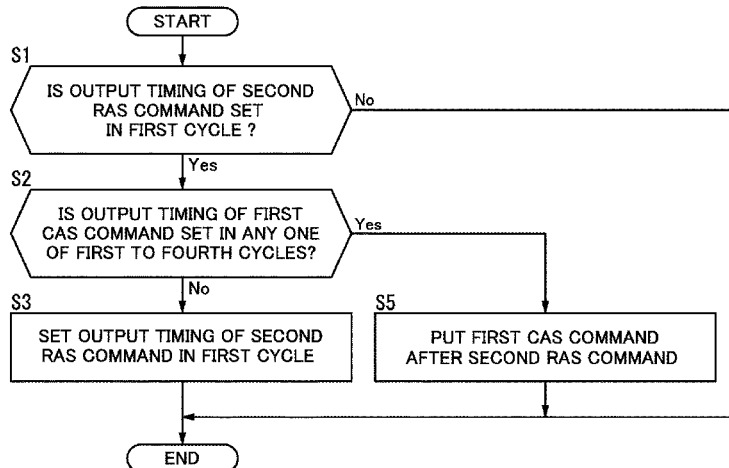 START
S1
IS OUTPUT TIMING OF SECOND
RAS COMMAND SET
IN FIRST CYCLE ?
No
Yes
S2
IS OUTPUT TIMING OF FIRST
CAS COMMAND SET IN ANY ONE
OF FIRST TO FOURTH CYCLES?
Yes
No
S3
SET OUTPUT TIMING OF SECOND
RAS COMMAND IN FIRST CYCLE
S5
PUT FIRST CAS COMMAND
AFTER SECOND RAS COMMAND
END